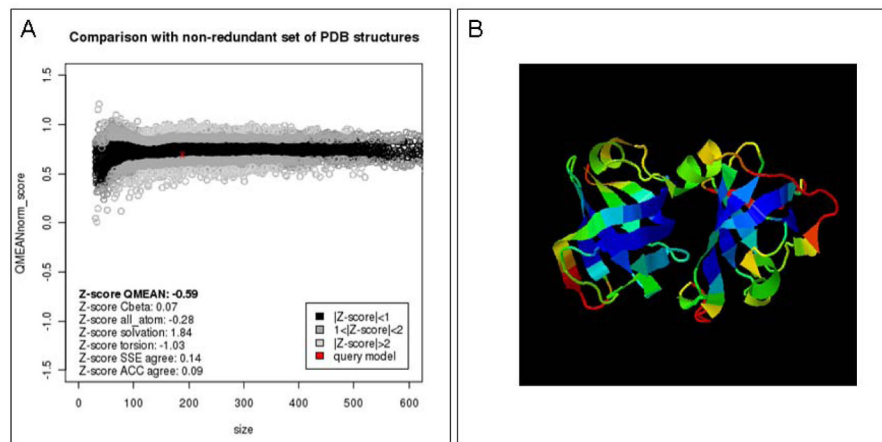 A
Comparison with non-redundant set of PDB structures
QMEANnorm_score
1.5
1.0
0.5
0.0
-0.5
-1.0
-1.5
Z-score QMEAN: -0.59
Z-score Cbeta: 0.07
Z-score all_atom: -0.28
Z-score solvation: 1.84
Z-score torsion: -1.03
Z-score SSE agree: 0.14
Z-score ACC agree: 0.09
|Z-score|<1
1<|Z-score|<2
|Z-score|>2
query model
0 100 200 300 400 500 600
size
B